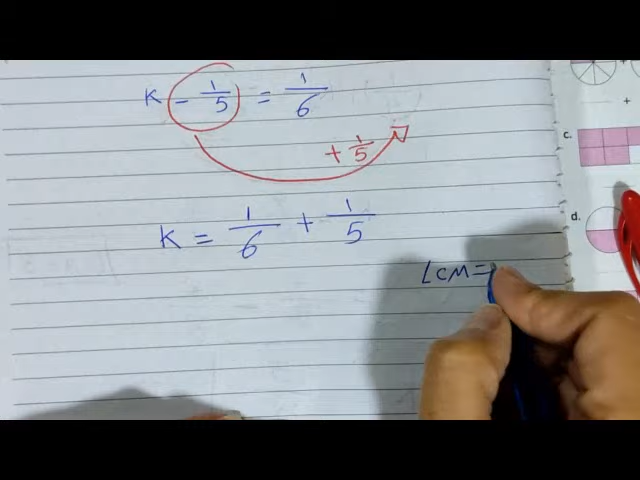 K - 1/5 = 1/6
+ 1/5
K = 1/6 + 1/5
LCM =
c.
+
d.